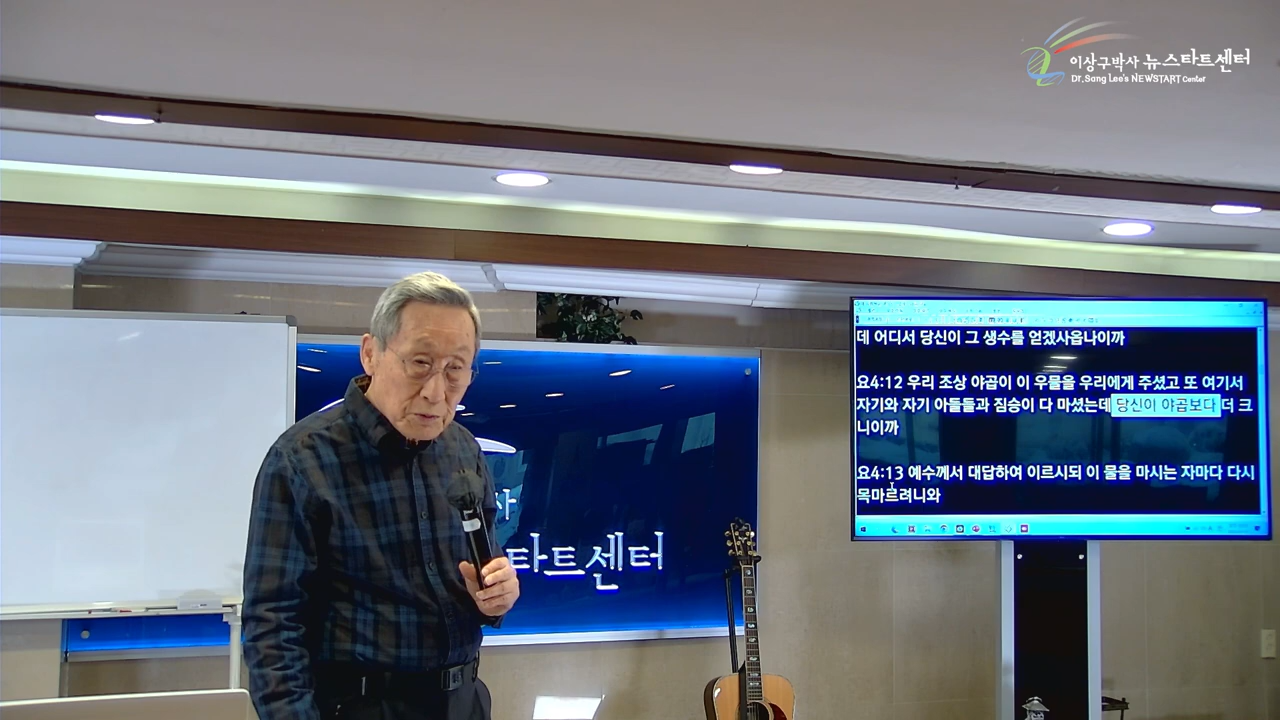 이상구박사 뉴스타트센터
Dr. Sang Lee's NEWSTART Center
데 어디서 당신이 그 생수를 얻겠사옵나이까
요4:12 우리 조상 야곱이 이 우물을 우리에게 주셨고 또 여기서
자기와 자기 아들들과 짐승이 다 마셨는데 당신이 야곱보다 더 크
니이까
요4:13 예수께서 대답하여 이르시되 이 물을 마시는 자마다 다시
목마르려니와
사
스타트센터